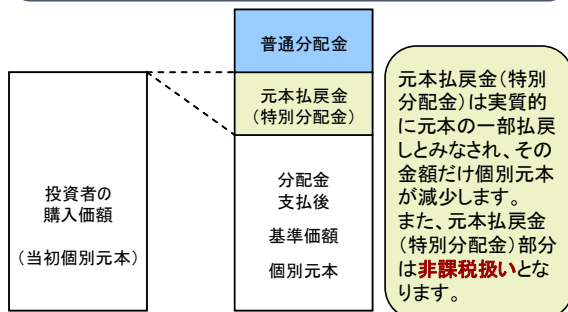 普通分配金
元本払戻金
(特別分配金)
投資者の
購入価額
(当初個別元本)
分配金
支払後
基準価額
個別元本
元本払戻金(特別
分配金)は実質的
に元本の一部払戻
しとみなされ、その
金額だけ個別元本
が減少します。
また、元本払戻金
(特別分配金)部分
は非課税扱いとな
ります。